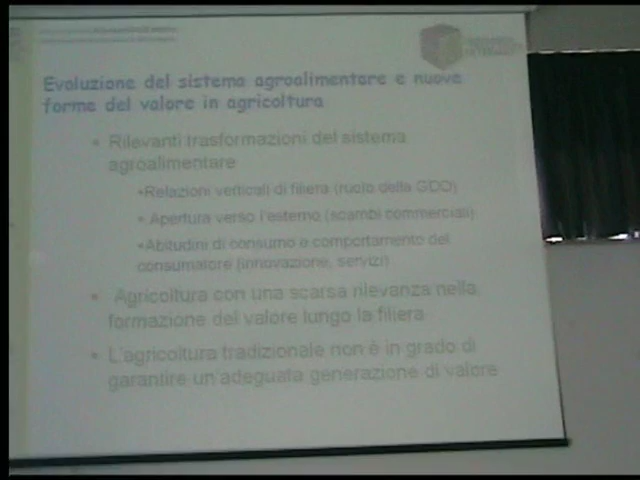 Evoluzione del sistema agroalimentare e nuove
forme del valore in agricoltura
• Rilevanti trasformazioni del sistema
agroalimentare
•Relazioni verticali di filiera (ruolo della GDO)
• Apertura verso l'esterno (scambi commerciali)
•Abitudini di consumo e comportamento del
consumatore (innovazione, servizi)
• Agricoltura con una scarsa rilevanza nella
formazione del valore lungo la filiera
• L'agricoltura tradizionale non è in grado di
garantire un'adeguata generazione di valore